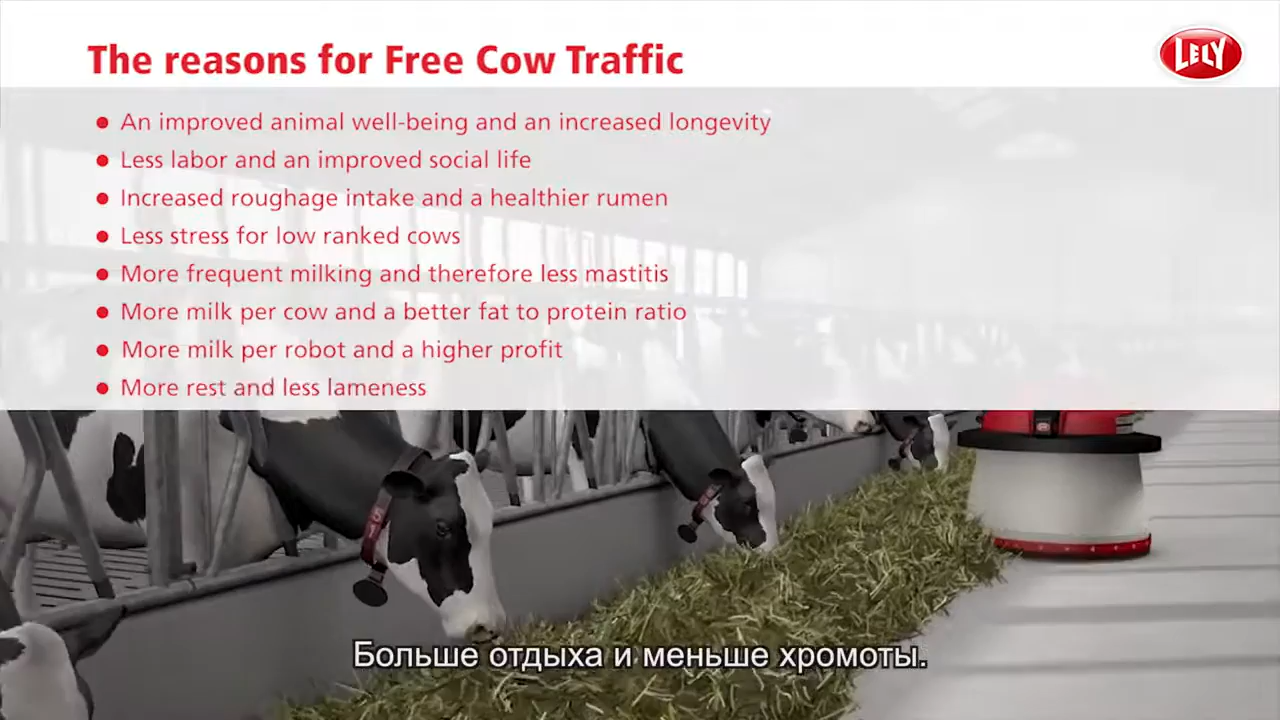 The reasons for Free Cow Traffic
LELY
• An improved animal well-being and an increased longevity
• Less labor and an improved social life
• Increased roughage intake and a healthier rumen
• Less stress for low ranked cows
• More frequent milking and therefore less mastitis
• More milk per cow and a better fat to protein ratio
• More milk per robot and a higher profit
• More rest and less lameness
Больше отдыха и меньше хромоты.